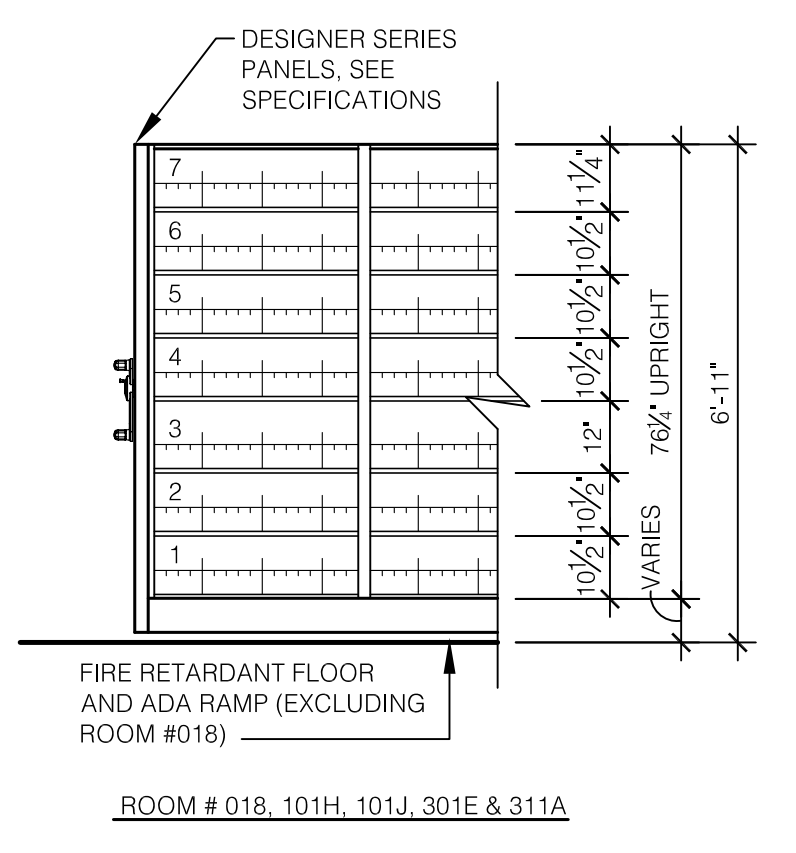 DESIGNER SERIES
PANELS, SEE
SPECIFICATIONS
7
6
5
4
3
2
1
11¼"
10½"
10½"
10½"
12"
10½"
10½"
76¼" UPRIGHT
VARIES
6'-11"
FIRE RETARDANT FLOOR
AND ADA RAMP (EXCLUDING
ROOM #018)
ROOM # 018, 101H, 101J, 301E & 311A